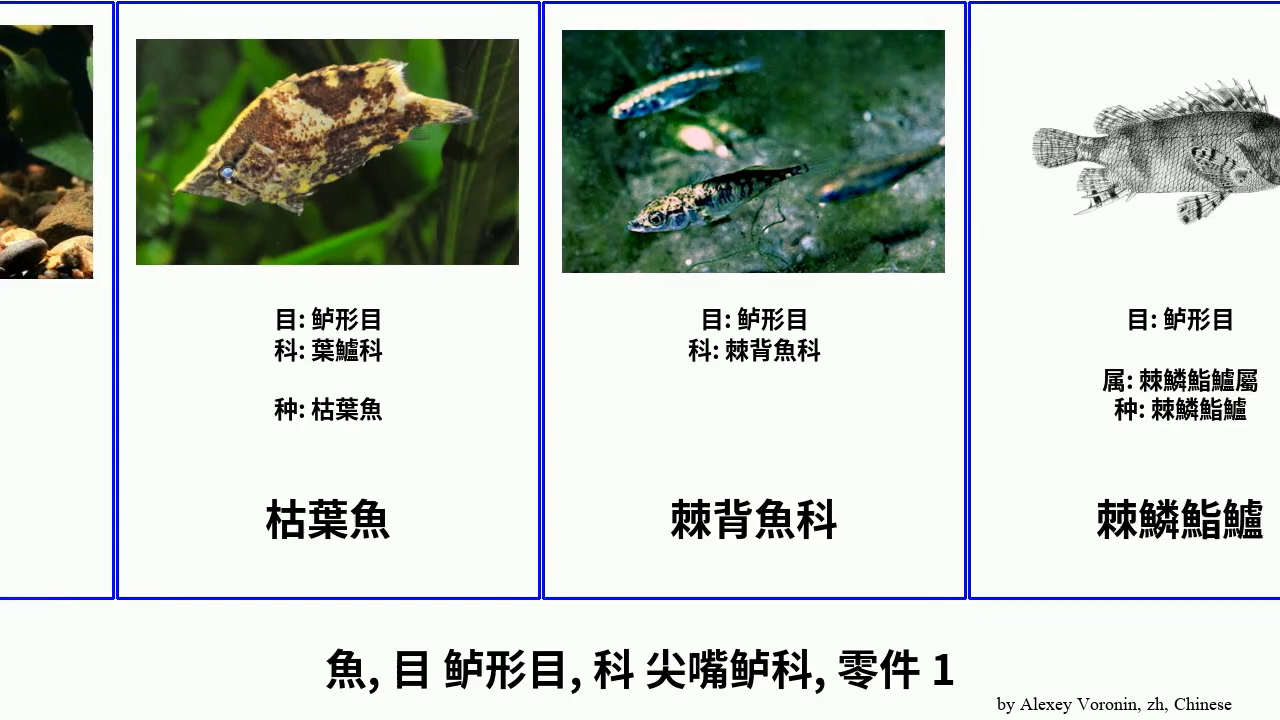 目: 鲈形目
科: 葉鱸科
种: 枯葉魚
枯葉魚
目: 鲈形目
科: 棘背魚科
棘背魚科
目: 鲈形目
属: 棘鱗鮨鱸屬
种: 棘鱗鮨鱸
棘鱗鮨鱸
魚, 目 鲈形目, 科 尖嘴鲈科, 零件 1
by Alexey Voronin, zh, Chinese